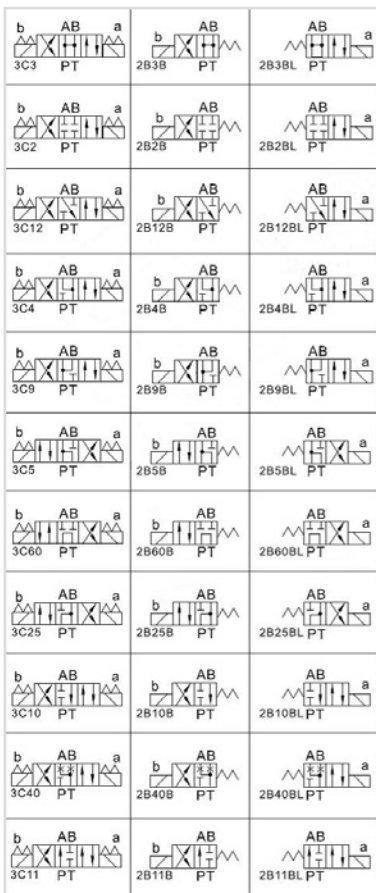 b AB a b AB AB a
3C3 PT 2B3B PT 2B3BL PT
b AB a b AB AB a
3C2 PT 2B2B PT 2B2BL PT
b AB a b AB AB a
3C12 PT 2B12B PT 2B12BL PT
b AB a b AB AB a
3C4 PT 2B4B PT 2B4BL PT
b AB a b AB AB a
3C9 PT 2B9B PT 2B9BL PT
b AB a b AB AB a
3C5 PT 2B5B PT 2B5BL PT
b AB a b AB AB a
3C60 PT 2B60B PT 2B60BL PT
b AB a b AB AB a
3C25 PT 2B25B PT 2B25BL PT
b AB a b AB AB a
3C10 PT 2B10B PT 2B10BL PT
b AB a b AB AB a
3C40 PT 2B40B PT 2B40BL PT
b AB a b AB AB a
3C11 PT 2B11B PT 2B11BL PT